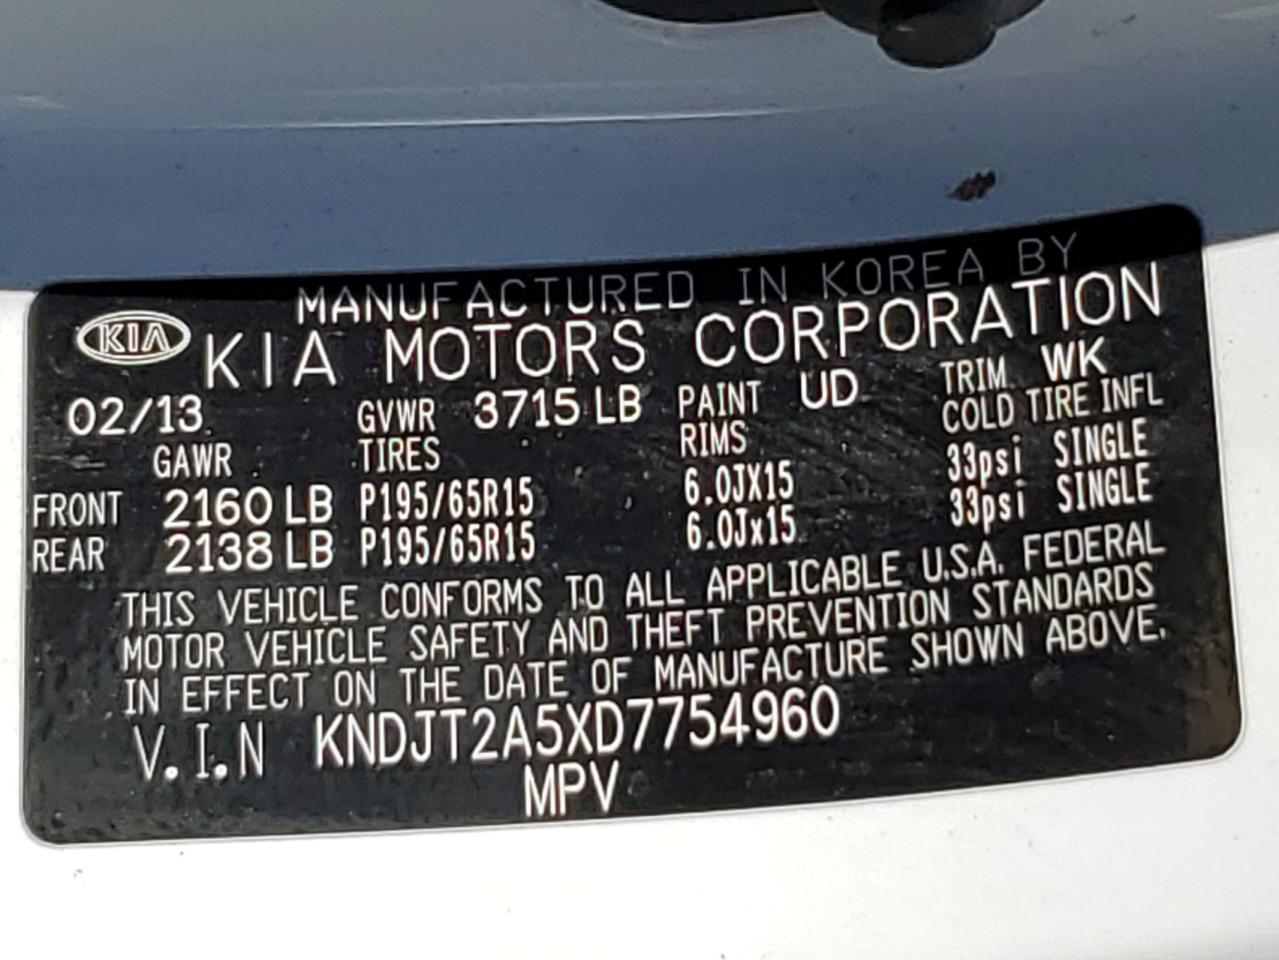 MANUFACTURED IN KOREA BY
KIA KIA MOTORS CORPORATION
02/13 GVWR 3715 LB PAINT UD TRIM WK
GAWR TIRES RIMS COLD TIRE INFL
FRONT 2160 LB P195/65R15 6.0JX15 33psi SINGLE
REAR 2138 LB P195/65R15 6.0Jx15 33psi SINGLE
THIS VEHICLE CONFORMS TO ALL APPLICABLE U.S.A. FEDERAL
MOTOR VEHICLE SAFETY AND THEFT PREVENTION STANDARDS
IN EFFECT ON THE DATE OF MANUFACTURE SHOWN ABOVE.
V.I.N KNDJT2A5XD7754960
MPV